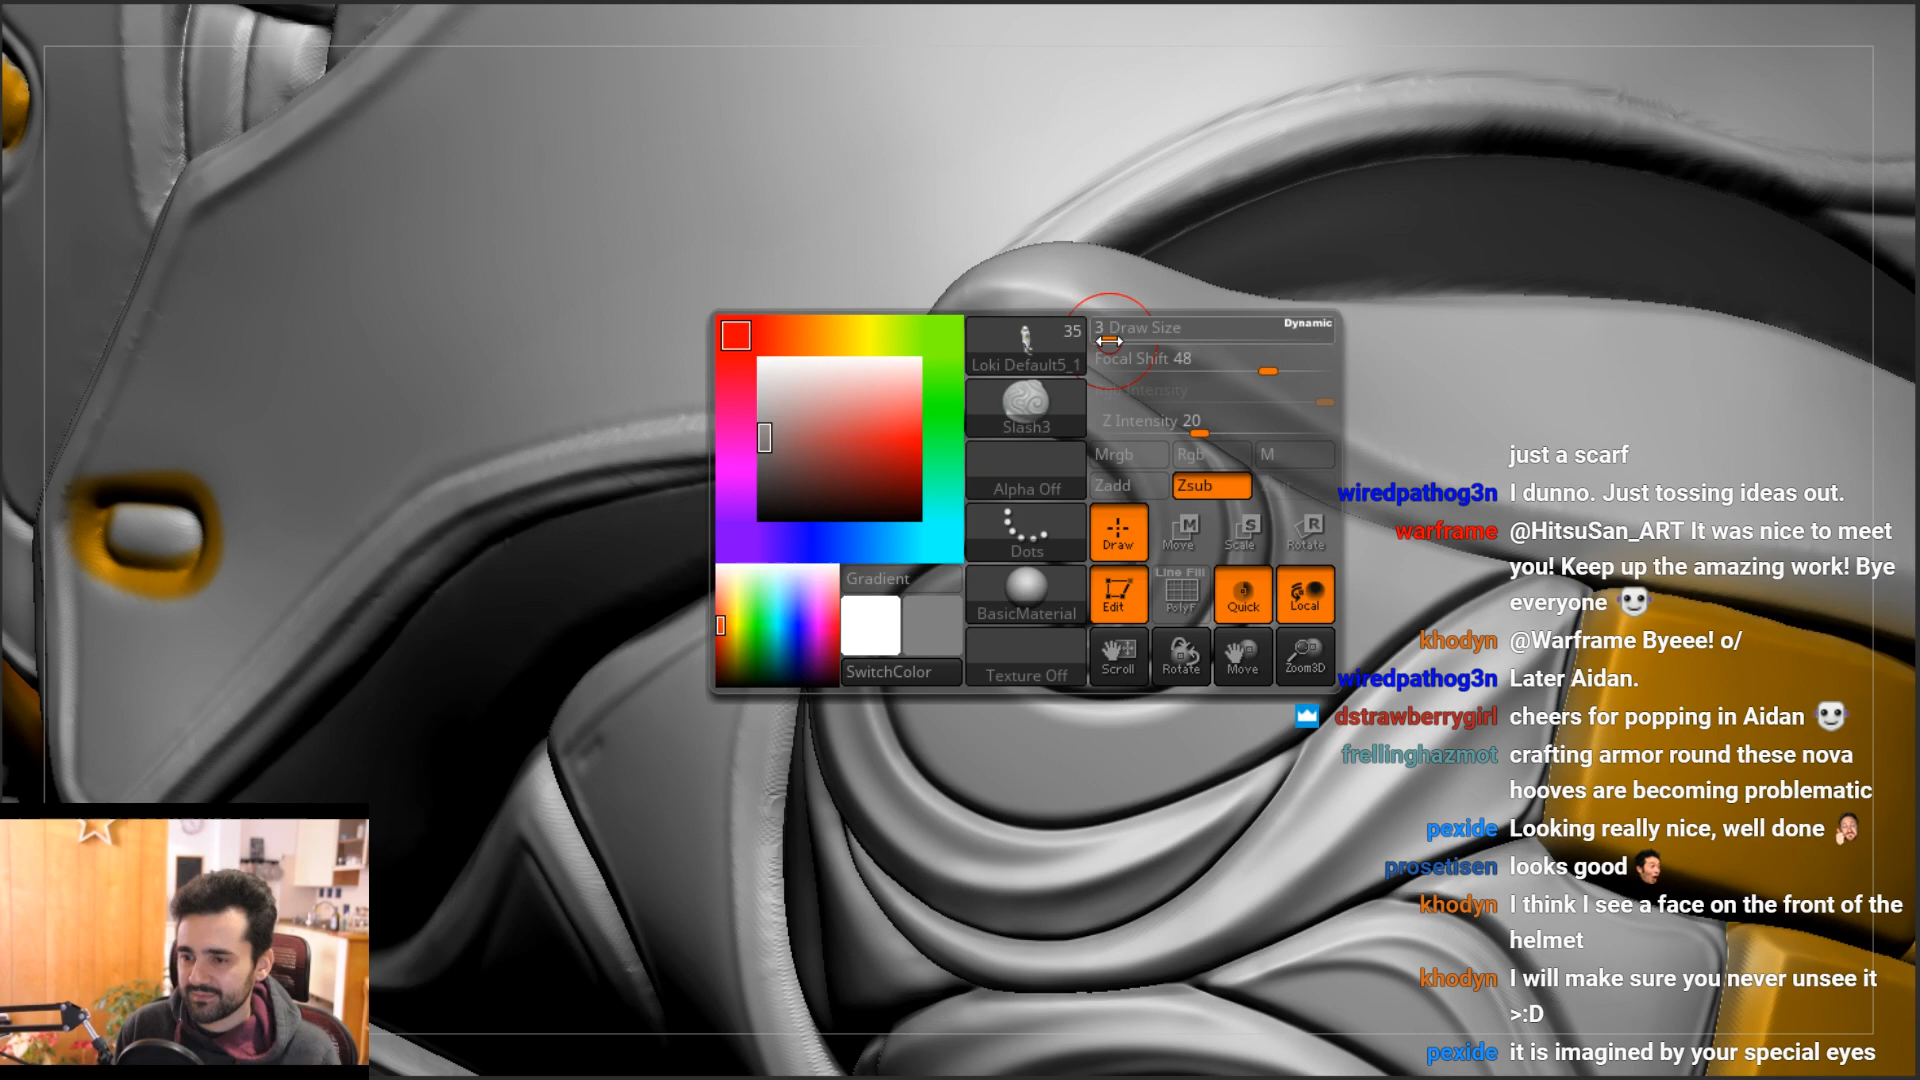 3 Draw Size
Dynamic
35
Loki Default5_1
Focal Shift 48
Intensity
Slash3
Z Intensity 20
Mrgb
Rgb
M
Alpha Off
Zadd
Zsub
Dots
Draw
Move
Scale
Rotate
M
S
R
Gradient
BasicMaterial
Edit
Line Fill
PolyF
Quick
Local
SwitchColor
Texture Off
Scroll
Rotate
Move
Zoom3D
just a scarf
wiredpathog3n I dunno. Just tossing ideas out.
warframe @HitsuSan_ART It was nice to meet
you! Keep up the amazing work! Bye
everyone
khodyn @Warframe Byeee! o/
wiredpathog3n Later Aidan.
dstrawberrygirl cheers for popping in Aidan
frellinghazmot crafting armor round these nova
hooves are becoming problematic
pexide Looking really nice, well done
prosetisen looks good
khodyn I think I see a face on the front of the
helmet
khodyn I will make sure you never unsee it
>:D
pexide it is imagined by your special eyes